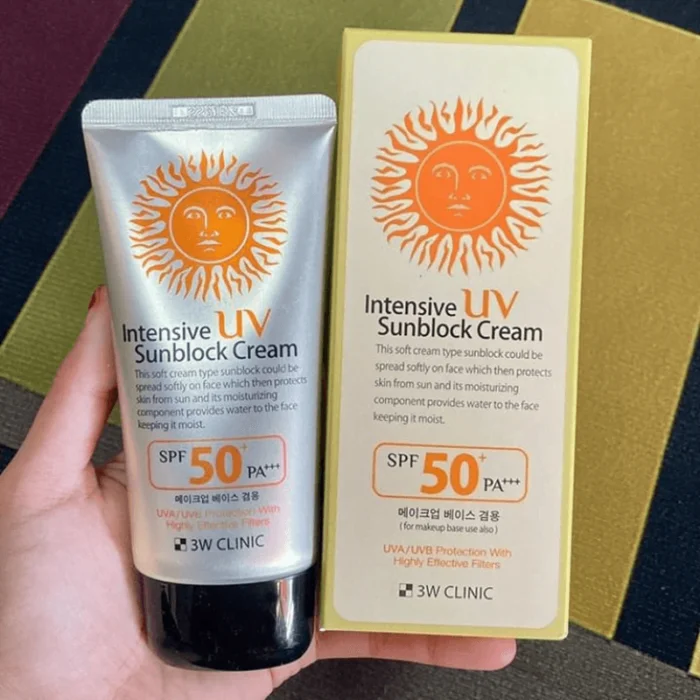 Intensive UV
Sunblock Cream
This soft cream type sunblock could be
spread softly on face which then protects
skin from sun and its moisturizing
component provides water to the face
keeping it moist.
SPF 50+ PA+++
메이크업 베이스 겸용
UVA/UVB Protection With
Highly Effective Filters
3W CLINIC
Intensive UV
Sunblock Cream
This soft cream type sunblock could be
spread softly on face which then protects
skin from sun and its moisturizing
component provides water to the face
keeping it moist.
SPF 50+ PA+++
메이크업 베이스 겸용
( for makeup base use also )
UVA/UVB Protection With
Highly Effective Filters
3W CLINIC